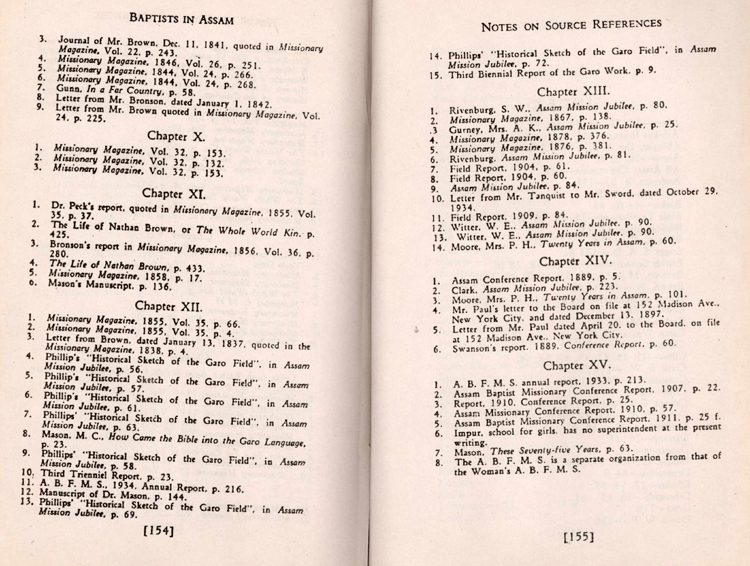 BAPTISTS IN ASSAM
3. Journal of Mr. Brown, Dec. 11, 1841, quoted in Missionary
Magazine, Vol. 22, p. 243.
4. Missionary Magazine, 1846, Vol. 26, p. 251.
5. Missionary Magazine, 1844, Vol. 24, p. 266.
6. Missionary Magazine, 1844, Vol. 24, p. 268.
7. Gunn, In a Far Country, p. 58.
8. Letter from Mr. Bronson, dated January 1, 1842.
9. Letter from Mr. Brown quoted in Missionary Magazine, Vol.
24, p. 225.
Chapter X.
1. Missionary Magazine, Vol. 32, p. 153.
2. Missionary Magazine, Vol. 32, p. 132.
3. Missionary Magazine, Vol. 32, p. 153.
Chapter XI.
1. Dr. Peck's report, quoted in Missionary Magazine, 1855, Vol.
35, p. 37.
2. The Life of Nathan Brown, or The Whole World Kin, p.
425.
3. Bronson's report in Missionary Magazine, 1856, Vol. 36, p.
280.
4. The Life of Nathan Brown, p. 433.
5. Missionary Magazine, 1858, p. 17.
6. Mason's Manuscript, p. 136.
Chapter XII.
1. Missionary Magazine, 1855, Vol. 35, p. 66.
2. Missionary Magazine, 1855, Vol. 35, p. 4.
3. Letter from Brown, dated January 13, 1837, quoted in the
Missionary Magazine, 1838, p. 4.
4. Phillip's "Historical Sketch of the Garo Field", in Assam
Mission Jubilee, p. 56.
5. Phillip's "Historical Sketch of the Garo Field", in Assam
Mission Jubilee, p. 57.
6. Phillip's "Historical Sketch of the Garo Field", in Assam
Mission Jubilee, p. 61.
7. Phillip's "Historical Sketch of the Garo Field", in Assam
Mission Jubilee, p. 63.
8. Mason, M. C., How Came the Bible into the Garo Language,
p. 23.
9. Phillips' "Historical Sketch of the Garo Field", in Assam
Mission Jubilee, p. 58.
10. Third Trienniel Report, p. 23.
11. A. B. F. M. S., 1934, Annual Report, p. 216.
12. Manuscript of Dr. Mason, p. 144.
13. Phillips' "Historical Sketch of the Garo Field", in Assam
Mission Jubilee, p. 69.
[154]
NOTES ON SOURCE REFERENCES
14. Phillips' "Historical Sketch of the Garo Field", in Assam
Mission Jubilee, p. 72.
15. Third Biennial Report of the Garo Work, p. 9.
Chapter XIII.
1. Rivenburg, S. W., Assam Mission Jubilee, p. 80.
2. Missionary Magazine, 1867, p. 138.
.3 Gurney, Mrs. A. K., Assam Mission Jubilee, p. 25.
4. Missionary Magazine, 1878, p. 376.
5. Missionary Magazine, 1876, p. 381.
6. Rivenburg, Assam Mission Jubilee, p. 81.
7. Field Report, 1904, p. 61.
8. Field Report, 1904, p. 60.
9. Assam Mission Jubilee, p. 84.
10. Letter from Mr. Tanquist to Mr. Sword, dated October 29,
1934.
11. Field Report, 1909, p. 84.
12. Witter, W. E., Assam Mission Jubilee, p. 90.
13. Witter, W. E., Assam Mission Jubilee, p. 90.
14. Moore, Mrs. P. H., Twenty Years in Assam, p. 60.
Chapter XIV.
1. Assam Conference Report, 1889, p. 5.
2. Clark, Assam Mission Jubilee, p. 223.
3. Moore, Mrs. P. H., Twenty Years in Assam, p. 101.
4. Mr. Paul's letter to the Board on file at 152 Madison Ave.,
New York City, and dated December 13, 1897.
5. Letter from Mr. Paul dated April 20, to the Board, on file
at 152 Madison Ave., New York City.
6. Swanson's report, 1889, Conference Report, p. 60.
Chapter XV.
1. A. B. F. M. S. annual report, 1933, p. 213.
2. Assam Baptist Missionary Conference Report, 1907, p. 22.
3. Report, 1910, Conference Report, p. 25.
4. Assam Missionary Conference Report, 1910, p. 57.
5. Assam Baptist Missionary Conference Report, 1911, p. 25 f.
6. Impur, school for girls, has no superintendent at the present
writing.
7. Mason, These Seventy-five Years, p. 63.
8. The A. B. F. M. S. is a separate organization from that of
the Woman's A. B. F. M. S.
[155]